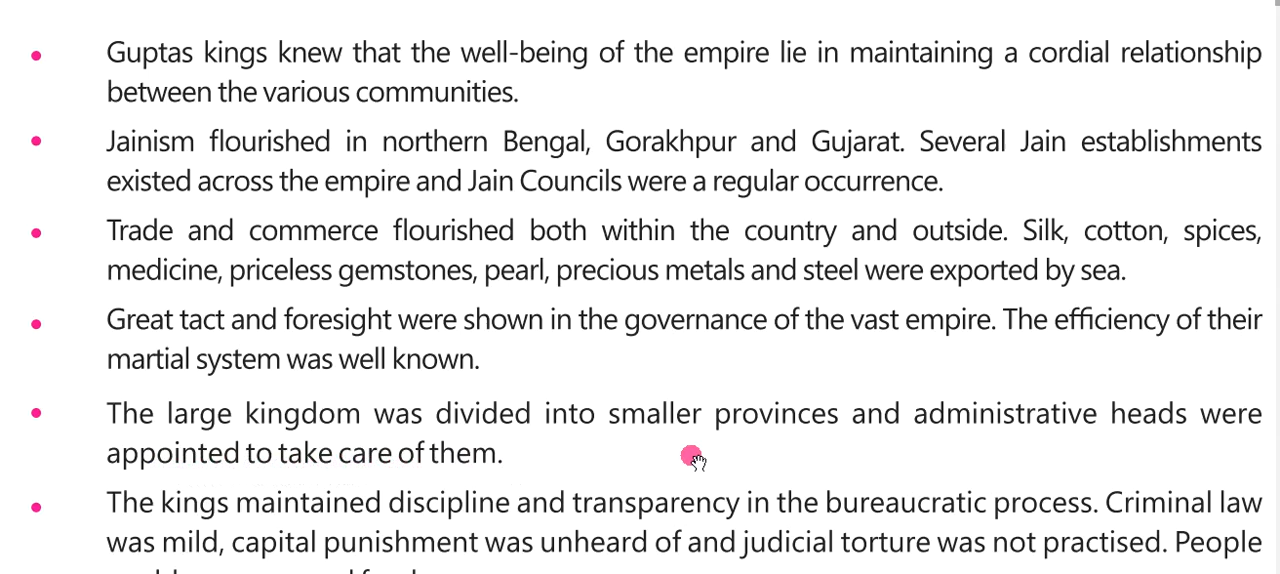 • Guptas kings knew that the well-being of the empire lie in maintaining a cordial relationship
between the various communities.
• Jainism flourished in northern Bengal, Gorakhpur and Gujarat. Several Jain establishments
existed across the empire and Jain Councils were a regular occurrence.
• Trade and commerce flourished both within the country and outside. Silk, cotton, spices,
medicine, priceless gemstones, pearl, precious metals and steel were exported by sea.
• Great tact and foresight were shown in the governance of the vast empire. The efficiency of their
martial system was well known.
• The large kingdom was divided into smaller provinces and administrative heads were
appointed to take care of them.
• The kings maintained discipline and transparency in the bureaucratic process. Criminal law
was mild, capital punishment was unheard of and judicial torture was not practised. People